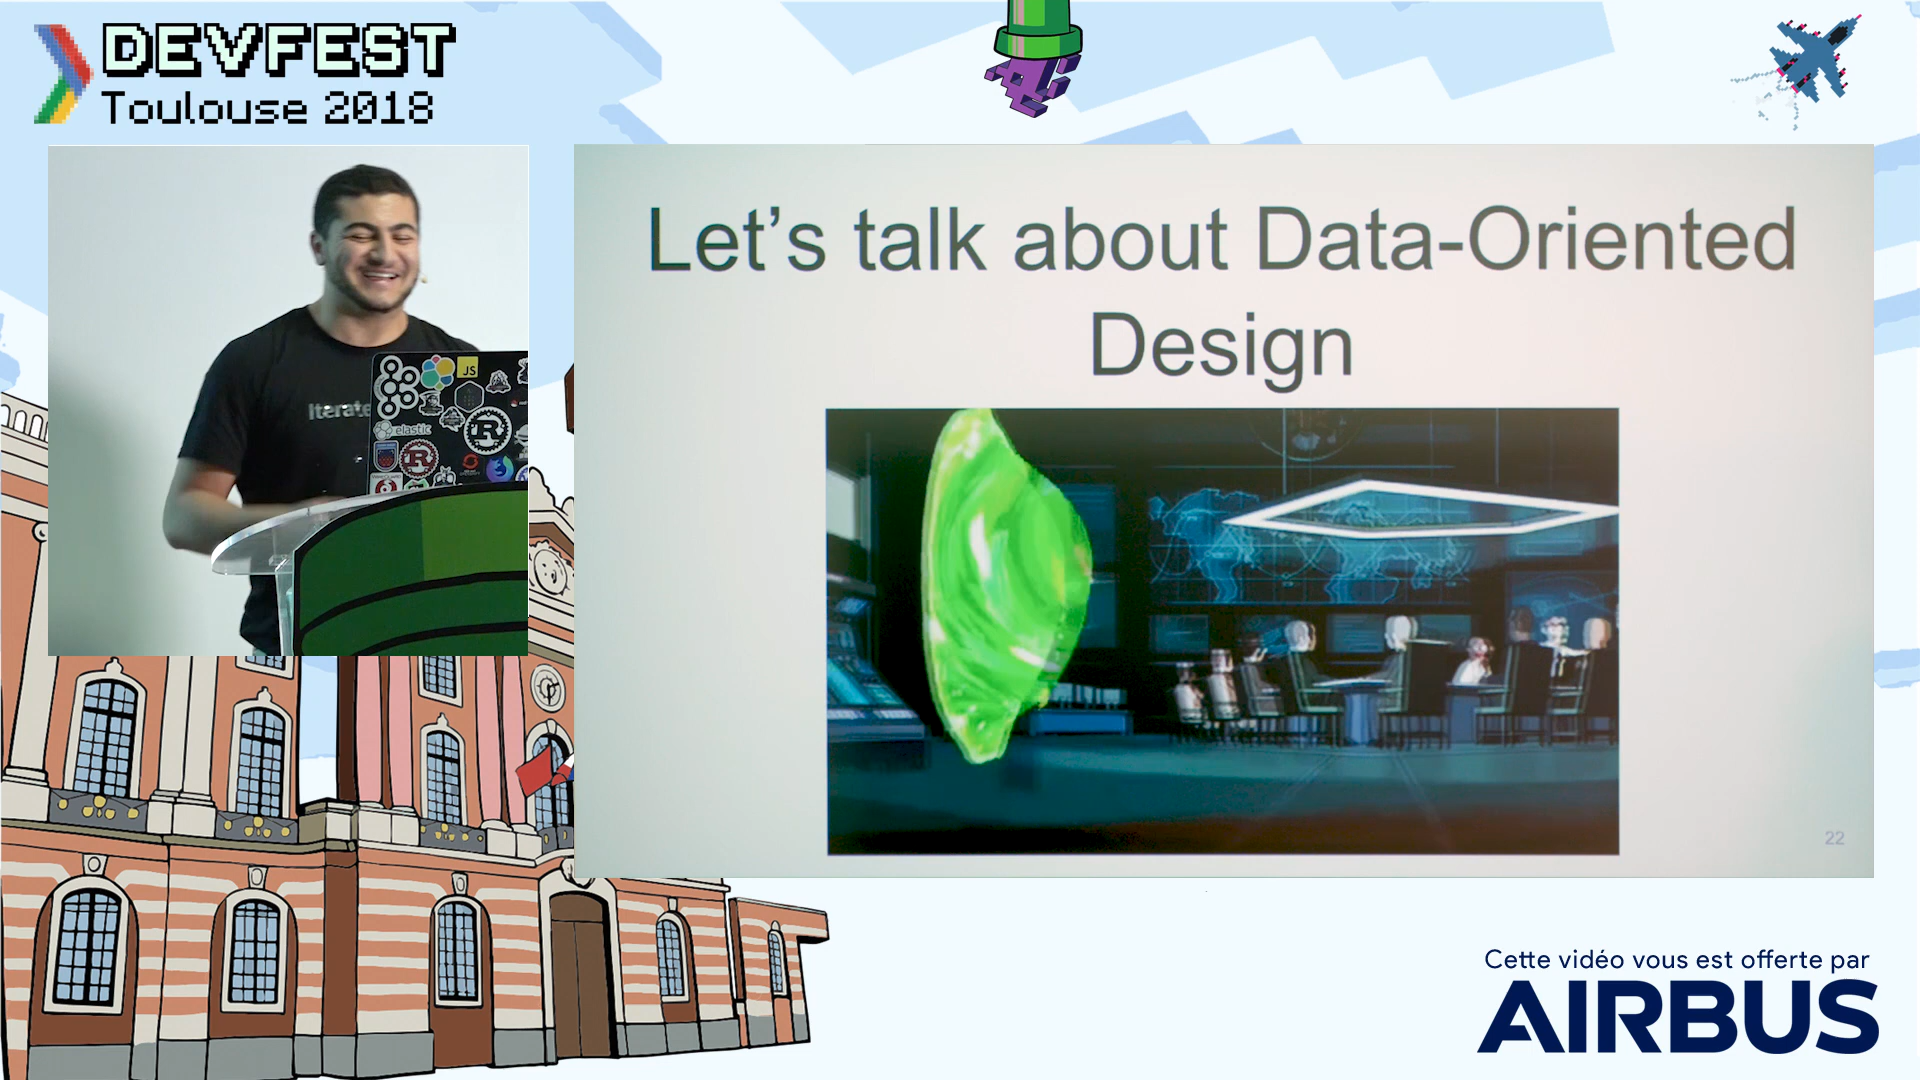 DEVFEST
Toulouse 2018
Let's talk about Data-Oriented
Design
Iterate
JS
elastic
R
R
22
Cette vidéo vous est offerte par
AIRBUS